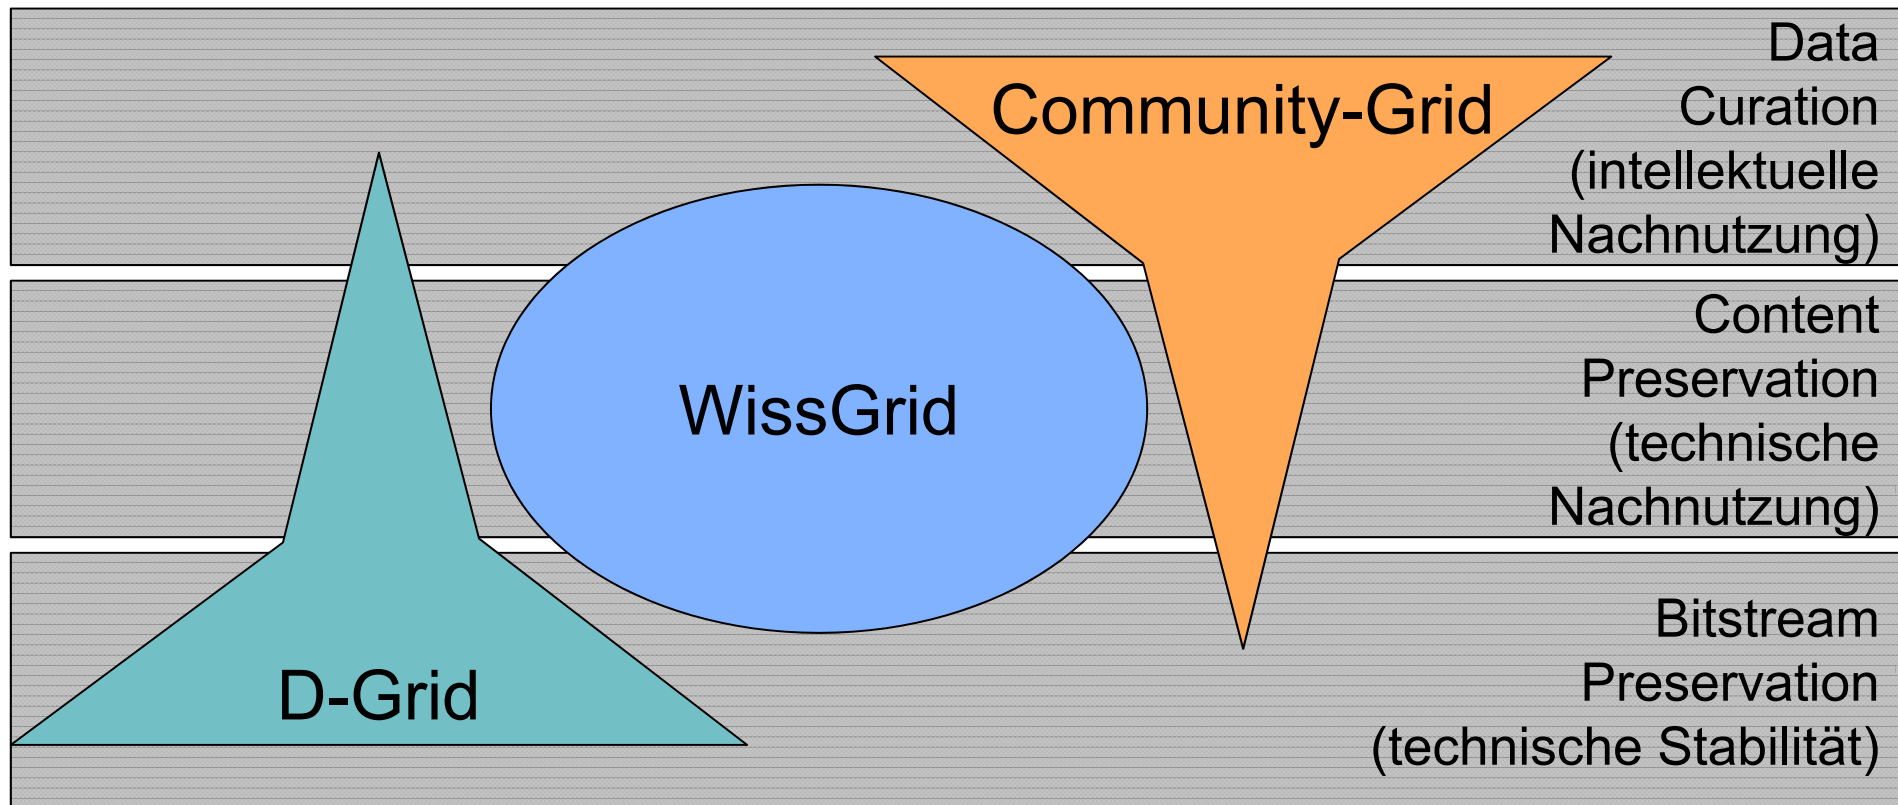 Data
Curation
(intellektuelle
Nachnutzung)
Community-Grid
Content
Preservation
(technische
Nachnutzung)
WissGrid
Bitstream
Preservation
(technische Stabilität)
D-Grid